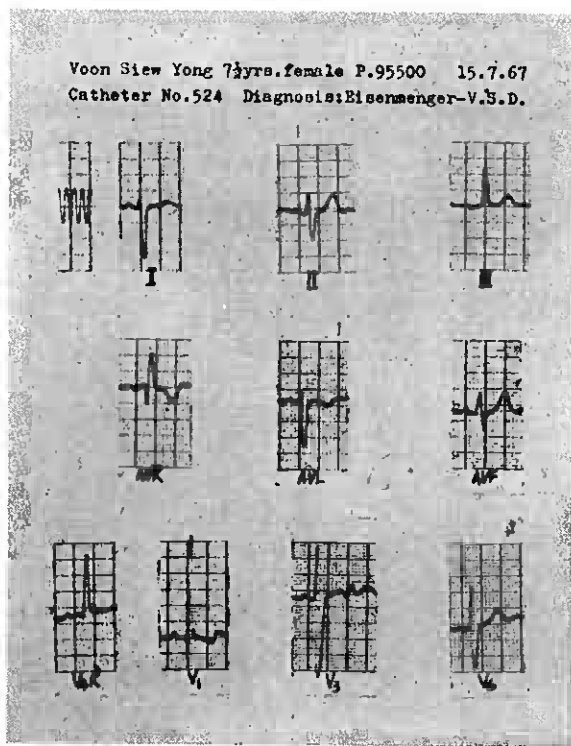 Voon Siew Yong 7½yrs.female P.95500 15.7.67
Catheter No.524 Diagnosis:Eisenmenger-V.S.D.
I II III
AVR AVL AVF
V4R V1 V3 V6